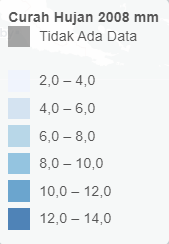 Curah Hujan 2008 mm
Tidak Ada Data
2,0 – 4,0
4,0 – 6,0
6,0 – 8,0
8,0 – 10,0
10,0 – 12,0
12,0 – 14,0